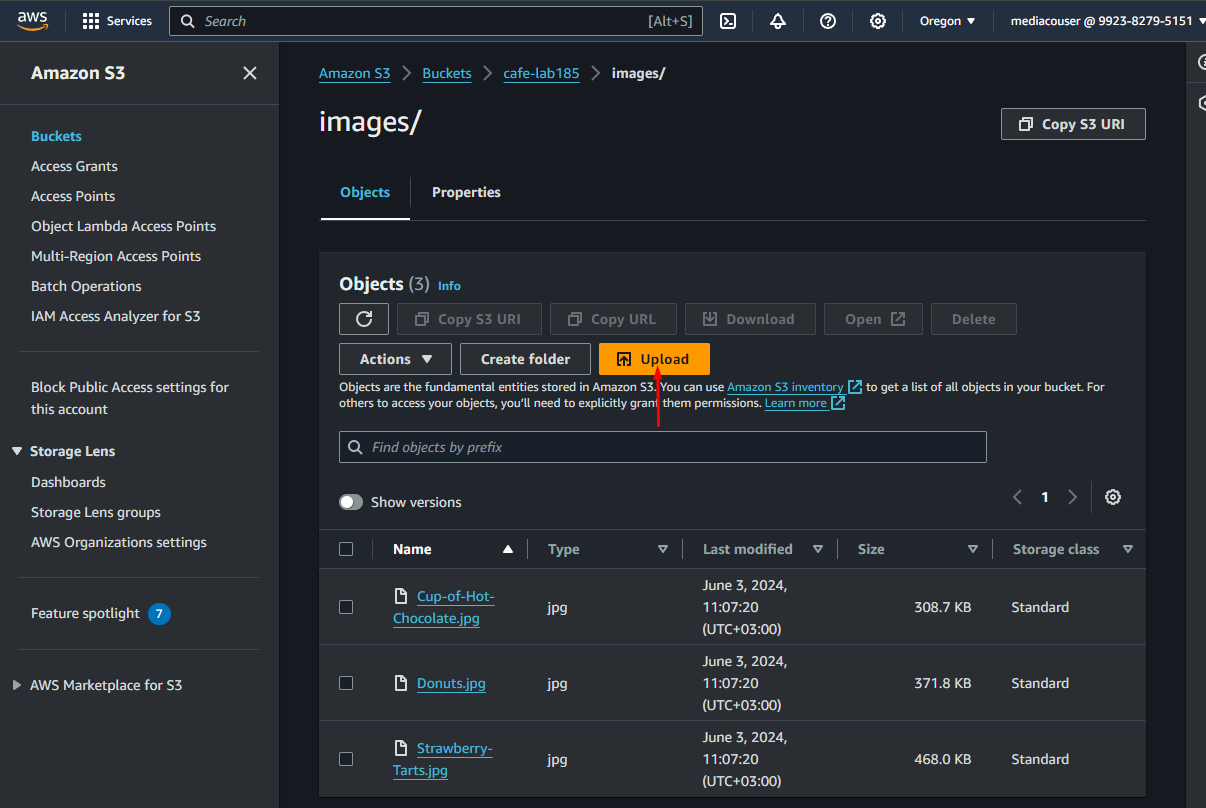 aws
Services
Search
[Alt+S]
Oregon
mediacouser @ 9923-8279-5151
Amazon S3
Buckets
Access Grants
Access Points
Object Lambda Access Points
Multi-Region Access Points
Batch Operations
IAM Access Analyzer for S3
Block Public Access settings for
this account
Storage Lens
Dashboards
Storage Lens groups
AWS Organizations settings
Feature spotlight 7
AWS Marketplace for S3
Amazon S3 > Buckets > cafe-lab185 > images/
images/
Copy S3 URI
Objects
Properties
Objects (3) Info
Copy S3 URI
Copy URL
Download
Open
Delete
Actions
Create folder
Upload
Objects are the fundamental entities stored in Amazon S3. You can use Amazon S3 inventory to get a list of all objects in your bucket. For
others to access your objects, you'll need to explicitly grant them permissions. Learn more
Find objects by prefix
Show versions
1
Name Type Last modified Size Storage class
Cup-of-Hot-
Chocolate.jpg
jpg
June 3, 2024,
11:07:20
(UTC+03:00)
308.7 KB
Standard
Donuts.jpg
jpg
June 3, 2024,
11:07:20
(UTC+03:00)
371.8 KB
Standard
Strawberry-
Tarts.jpg
jpg
June 3, 2024,
11:07:20
(UTC+03:00)
468.0 KB
Standard